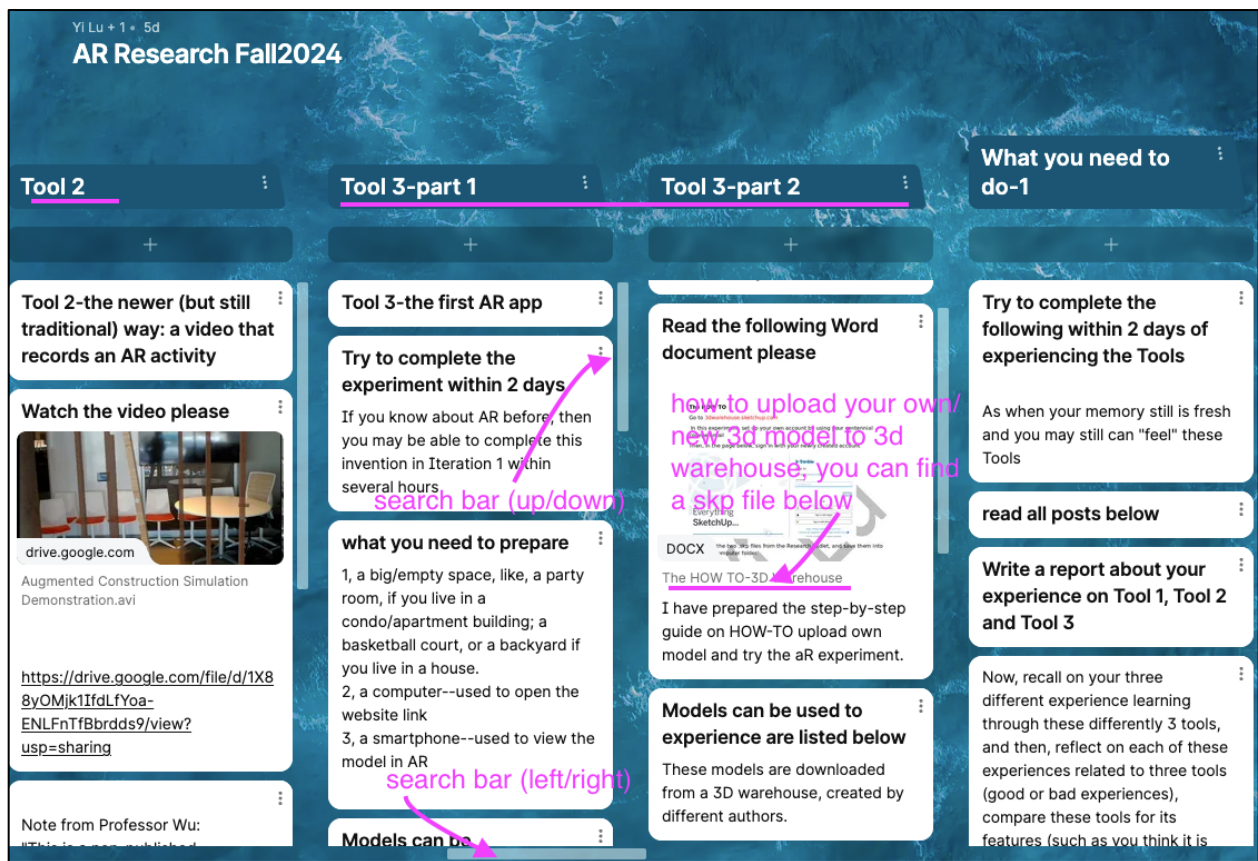 Yi Lu + 1 • 5d
AR Research Fall2024
Tool 2
Tool 2-the newer (but still
traditional) way: a video that
records an AR activity
Watch the video please
drive.google.com
Augmented Construction Simulation
Demonstration.avi
https://drive.google.com/file/d/1X8
8yOMjk1IfdLfYoa-
ENLFnTfBbrdds9/view?
usp=sharing
Note from Professor Wu:
Tool 3-part 1
Tool 3-the first AR app
Try to complete the
experiment within 2 days
If you know about AR before, then
you may be able to complete this
invention in Iteration 1 within
several hours
search bar (up/down)
what you need to prepare
1, a big/empty space, like, a party
room, if you live in a
condo/apartment building; a
basketball court, or a backyard if
you live in a house.
2, a computer--used to open the
website link
3, a smartphone--used to view the
model in AR
search bar (left/right)
Models can be
Tool 3-part 2
Read the following Word
document please
how to upload your own/
new 3d model to 3d
warehouse, you can find
a skp file below
Go to 3dwarehouse.sketchup.com
Everything
SketchUp...
DOCX
The HOW TO-3D Warehouse
I have prepared the step-by-step
guide on HOW-TO upload own
model and try the aR experiment.
Models can be used to
experience are listed below
These models are downloaded
from a 3D warehouse, created by
different authors.
What you need to
do-1
Try to complete the
following within 2 days of
experiencing the Tools
As when your memory still is fresh
and you may still can "feel" these
Tools
read all posts below
Write a report about your
experience on Tool 1, Tool 2
and Tool 3
Now, recall on your three
different experience learning
through these differently 3 tools,
and then, reflect on each of these
experiences related to three tools
(good or bad experiences),
compare these tools for its
features (such as you think it is